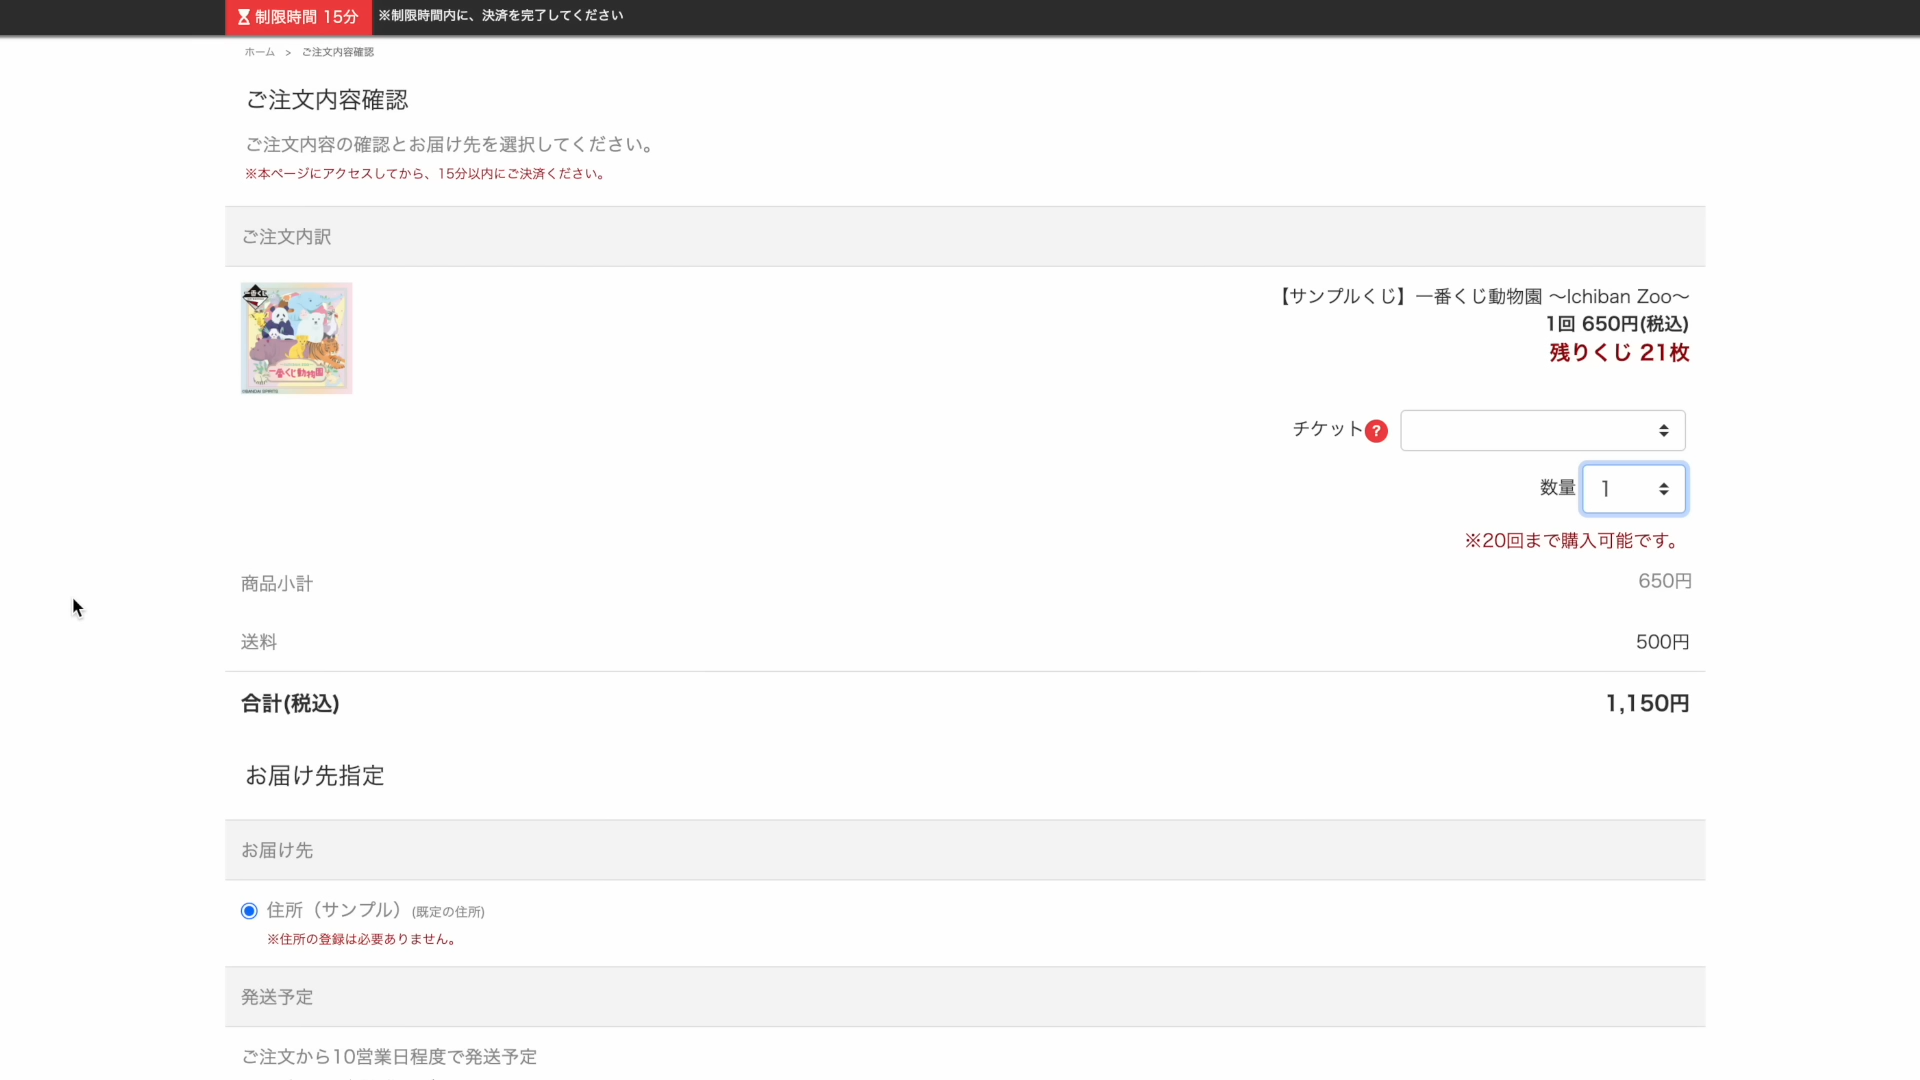 制限時間 15分 ※制限時間内に、決済を完了してください
ホーム > ご注文内容確認
ご注文内容確認
ご注文内容の確認とお届け先を選択してください。
※本ページにアクセスしてから、15分以内にご決済ください。
ご注文内訳
一番くじ
一番くじ動物園
【サンプルくじ】一番くじ動物園 〜Ichiban Zoo〜
1回 650円(税込)
残りくじ 21枚
チケット ?
数量 1
※20回まで購入可能です。
商品小計 650円
送料 500円
合計(税込) 1,150円
お届け先指定
お届け先
住所（サンプル） (既定の住所)
※住所の登録は必要ありません。
発送予定
ご注文から10営業日程度で発送予定